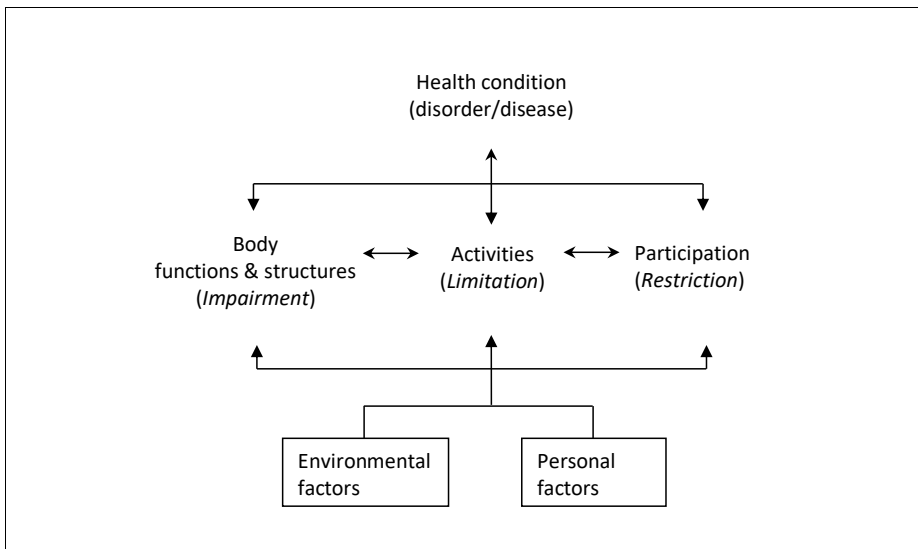 Health condition
(disorder/disease)
Body
functions & structures
(Impairment)
Activities
(Limitation)
Participation
(Restriction)
Environmental
factors
Personal
factors